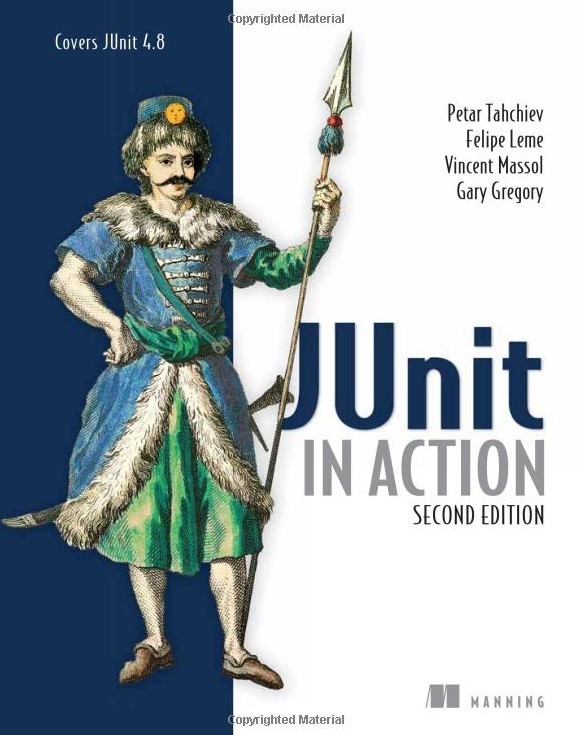 Copyrighted Material
Covers JUnit 4.8
Petar Tahchiev
Felipe Leme
Vincent Massol
Gary Gregory
JUnit
IN ACTION
SECOND EDITION
MANNING
Copyrighted Material